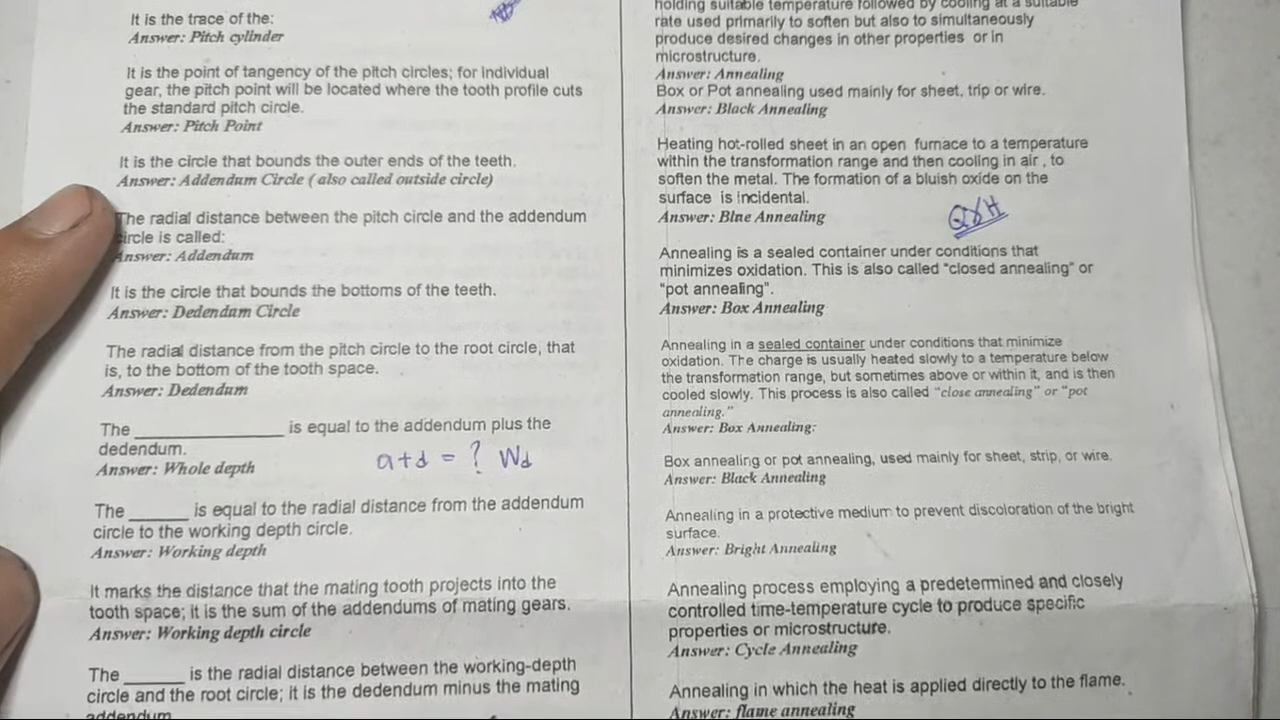 It is the trace of the:
Answer: Pitch cylinder
It is the point of tangency of the pitch circles; for individual
gear, the pitch point will be located where the tooth profile cuts
the standard pitch circle.
Answer: Pitch Point
It is the circle that bounds the outer ends of the teeth.
Answer: Addendum Circle ( also called outside circle)
The radial distance between the pitch circle and the addendum
circle is called:
Answer: Addendum
It is the circle that bounds the bottoms of the teeth.
Answer: Dedendum Circle
The radial distance from the pitch circle to the root circle, that
is, to the bottom of the tooth space.
Answer: Dedendum
The ________________ is equal to the addendum plus the
dedendum.
Answer: Whole depth
a+d = ? Wd
The ______ is equal to the radial distance from the addendum
circle to the working depth circle.
Answer: Working depth
It marks the distance that the mating tooth projects into the
tooth space; it is the sum of the addendums of mating gears.
Answer: Working depth circle
The ______ is the radial distance between the working-depth
circle and the root circle; it is the dedendum minus the mating
addendum
holding suitable temperature followed by cooling at a suitable
rate used primarily to soften but also to simultaneously
produce desired changes in other properties or in
microstructure.
Answer: Annealing
Box or Pot annealing used mainly for sheet, trip or wire.
Answer: Black Annealing
Heating hot-rolled sheet in an open furnace to a temperature
within the transformation range and then cooling in air , to
soften the metal. The formation of a bluish oxide on the
surface is incidental.
Answer: Blue Annealing
Annealing is a sealed container under conditions that
minimizes oxidation. This is also called "closed annealing" or
"pot annealing".
Answer: Box Annealing
Annealing in a sealed container under conditions that minimize
oxidation. The charge is usually heated slowly to a temperature below
the transformation range, but sometimes above or within it, and is then
cooled slowly. This process is also called "close annealing" or "pot
annealing."
Answer: Box Annealing:
Box annealing or pot annealing, used mainly for sheet, strip, or wire.
Answer: Black Annealing
Annealing in a protective medium to prevent discoloration of the bright
surface.
Answer: Bright Annealing
Annealing process employing a predetermined and closely
controlled time-temperature cycle to produce specific
properties or microstructure.
Answer: Cycle Annealing
Annealing in which the heat is applied directly to the flame.
Answer: flame annealing